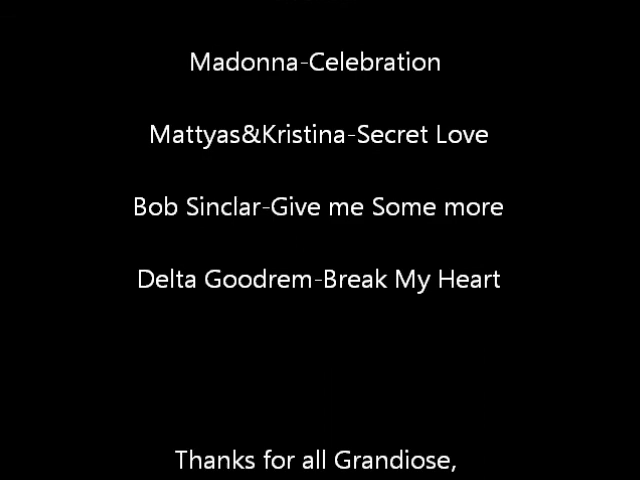 Madonna-Celebration
Mattyas&Kristina-Secret Love
Bob Sinclar-Give me Some more
Delta Goodrem-Break My Heart
Thanks for all Grandiose,